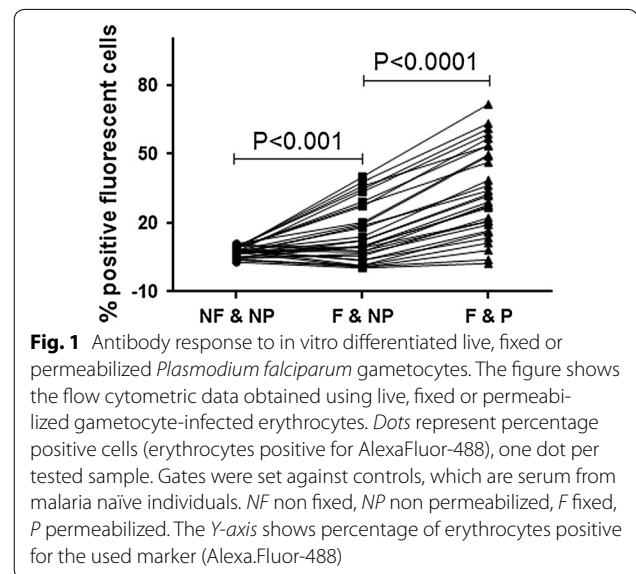 % positive fluorescent cells
80
50
20
-10
P<0.001
P<0.0001
NF & NP
F & NP
F & P
Fig. 1 Antibody response to in vitro differentiated live, fixed or
permeabilized Plasmodium falciparum gametocytes. The figure shows
the flow cytometric data obtained using live, fixed or permeabi-
lized gametocyte-infected erythrocytes. Dots represent percentage
positive cells (erythrocytes positive for AlexaFluor-488), one dot per
tested sample. Gates were set against controls, which are serum from
malaria naïve individuals. NF non fixed, NP non permeabilized, F fixed,
P permeabilized. The Y-axis shows percentage of erythrocytes positive
for the used marker (Alexa.Fluor-488)